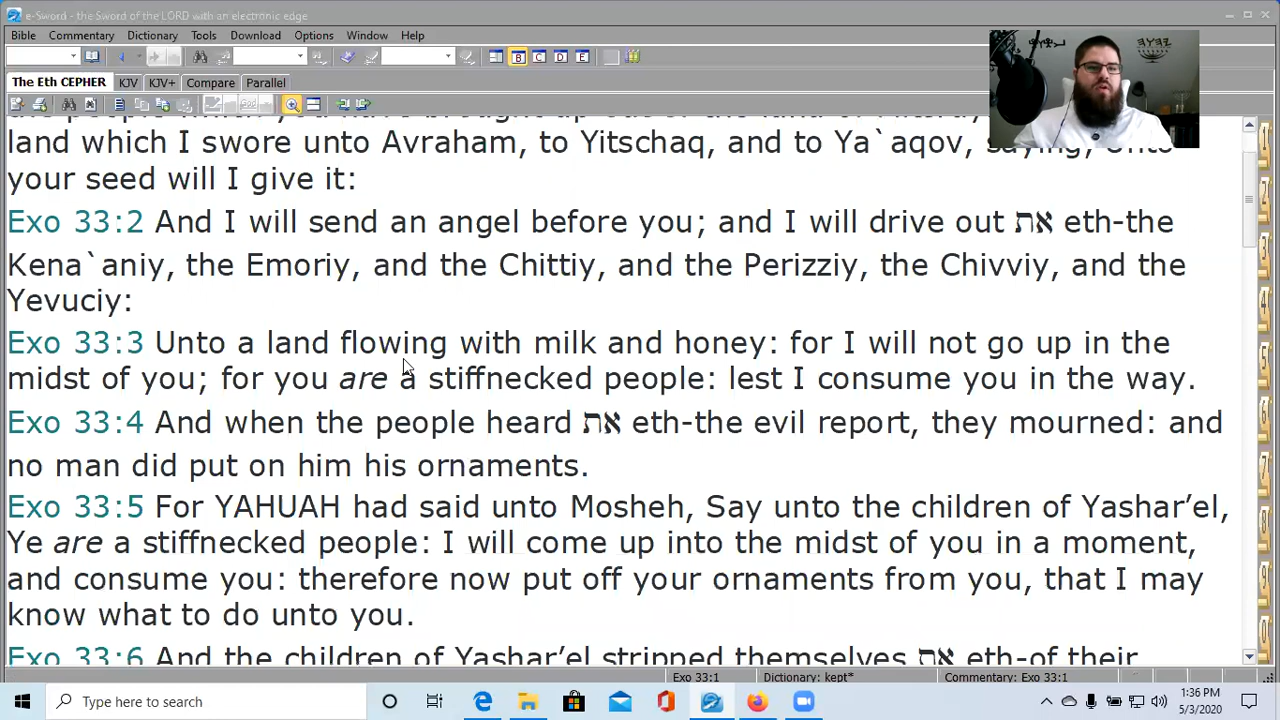 e-Sword - the Sword of the LORD with an electronic edge
Bible Commentary Dictionary Tools Options Window Help
B C D E
The Eth CEPHER KJV KJV+ Compare Parallel
land which I swore unto Avraham, to Yitschaq, and to Ya`aqov, saying, Unto
your seed will I give it:
Exo 33:2 And I will send an angel before you; and I will drive out את eth-the
Kena`aniy, the Emoriy, and the Chittiy, and the Perizziy, the Chivviy, and the
Yevuciy:
Exo 33:3 Unto a land flowing with milk and honey: for I will not go up in the
midst of you; for you are a stiffnecked people: lest I consume you in the way.
Exo 33:4 And when the people heard את eth-the evil report, they mourned: and
no man did put on him his ornaments.
Exo 33:5 For YAHUAH had said unto Mosheh, Say unto the children of Yashar’el,
Ye are a stiffnecked people: I will come up into the midst of you in a moment,
and consume you: therefore now put off your ornaments from you, that I may
know what to do unto you.
Exo 33:6 And the children of Yashar’el stripped themselves את eth-of their
Exo 33:1 Dictionary: kept* Commentary: Exo 33:1
Type here to search
1:36 PM
5/3/2020